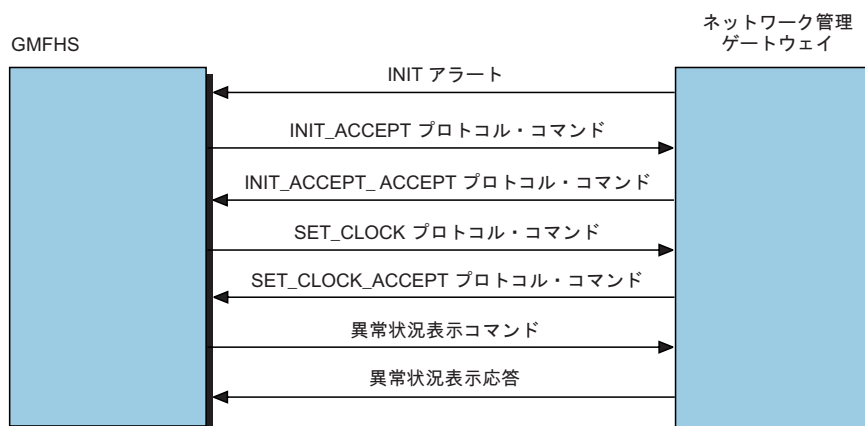 GMFHS
ネットワーク管理
ゲートウェイ
INIT アラート
INIT_ACCEPT プロトコル・コマンド
INIT_ACCEPT_ ACCEPT プロトコル・コマンド
SET_CLOCK プロトコル・コマンド
SET_CLOCK_ACCEPT プロトコル・コマンド
異常状況表示コマンド
異常状況表示応答